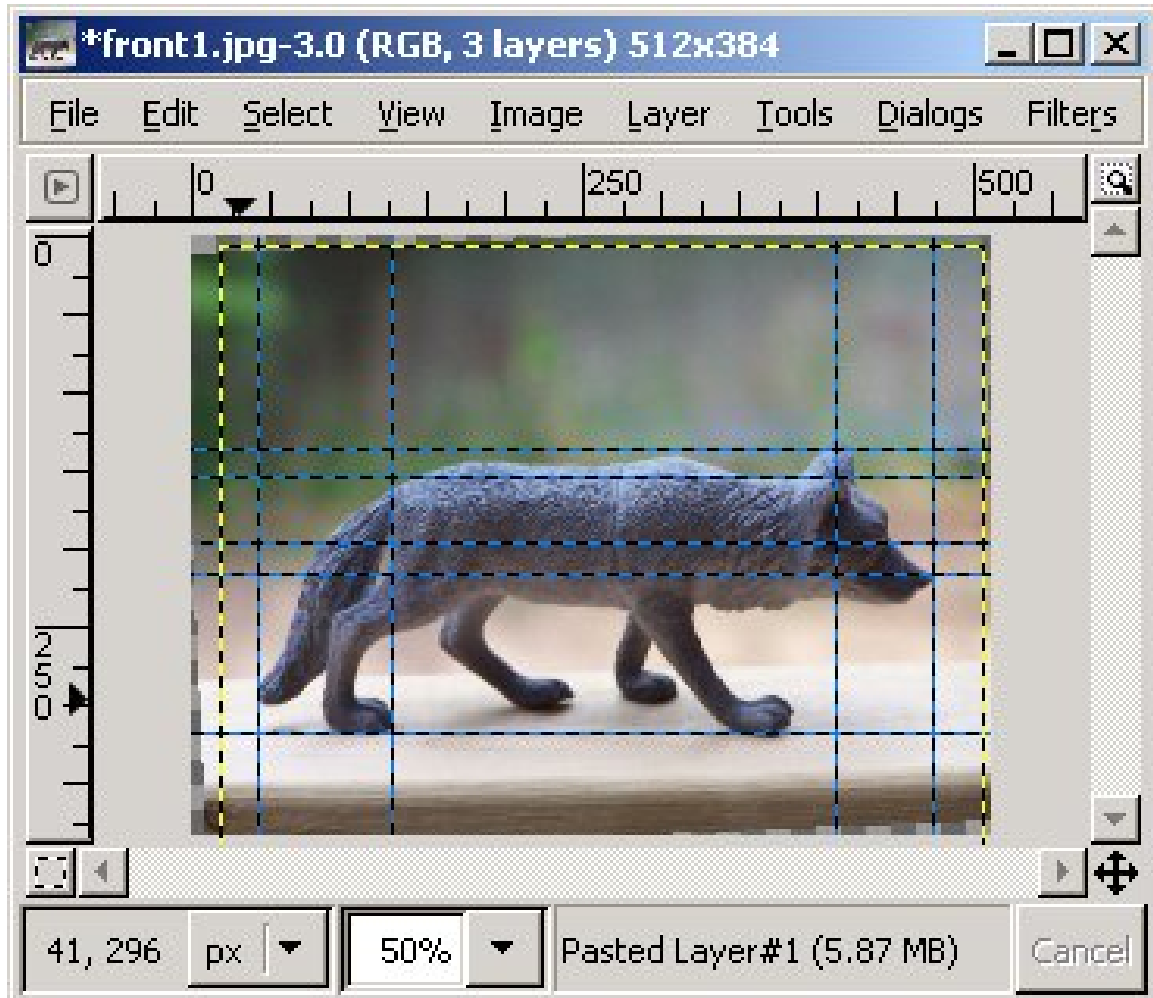 *front1.jpg-3.0 (RGB, 3 layers) 512x384
File Edit Select View Image Layer Tools Dialogs Filters
0 250 500
0
250
41, 296 px 50% Pasted Layer#1 (5.87 MB) Cancel